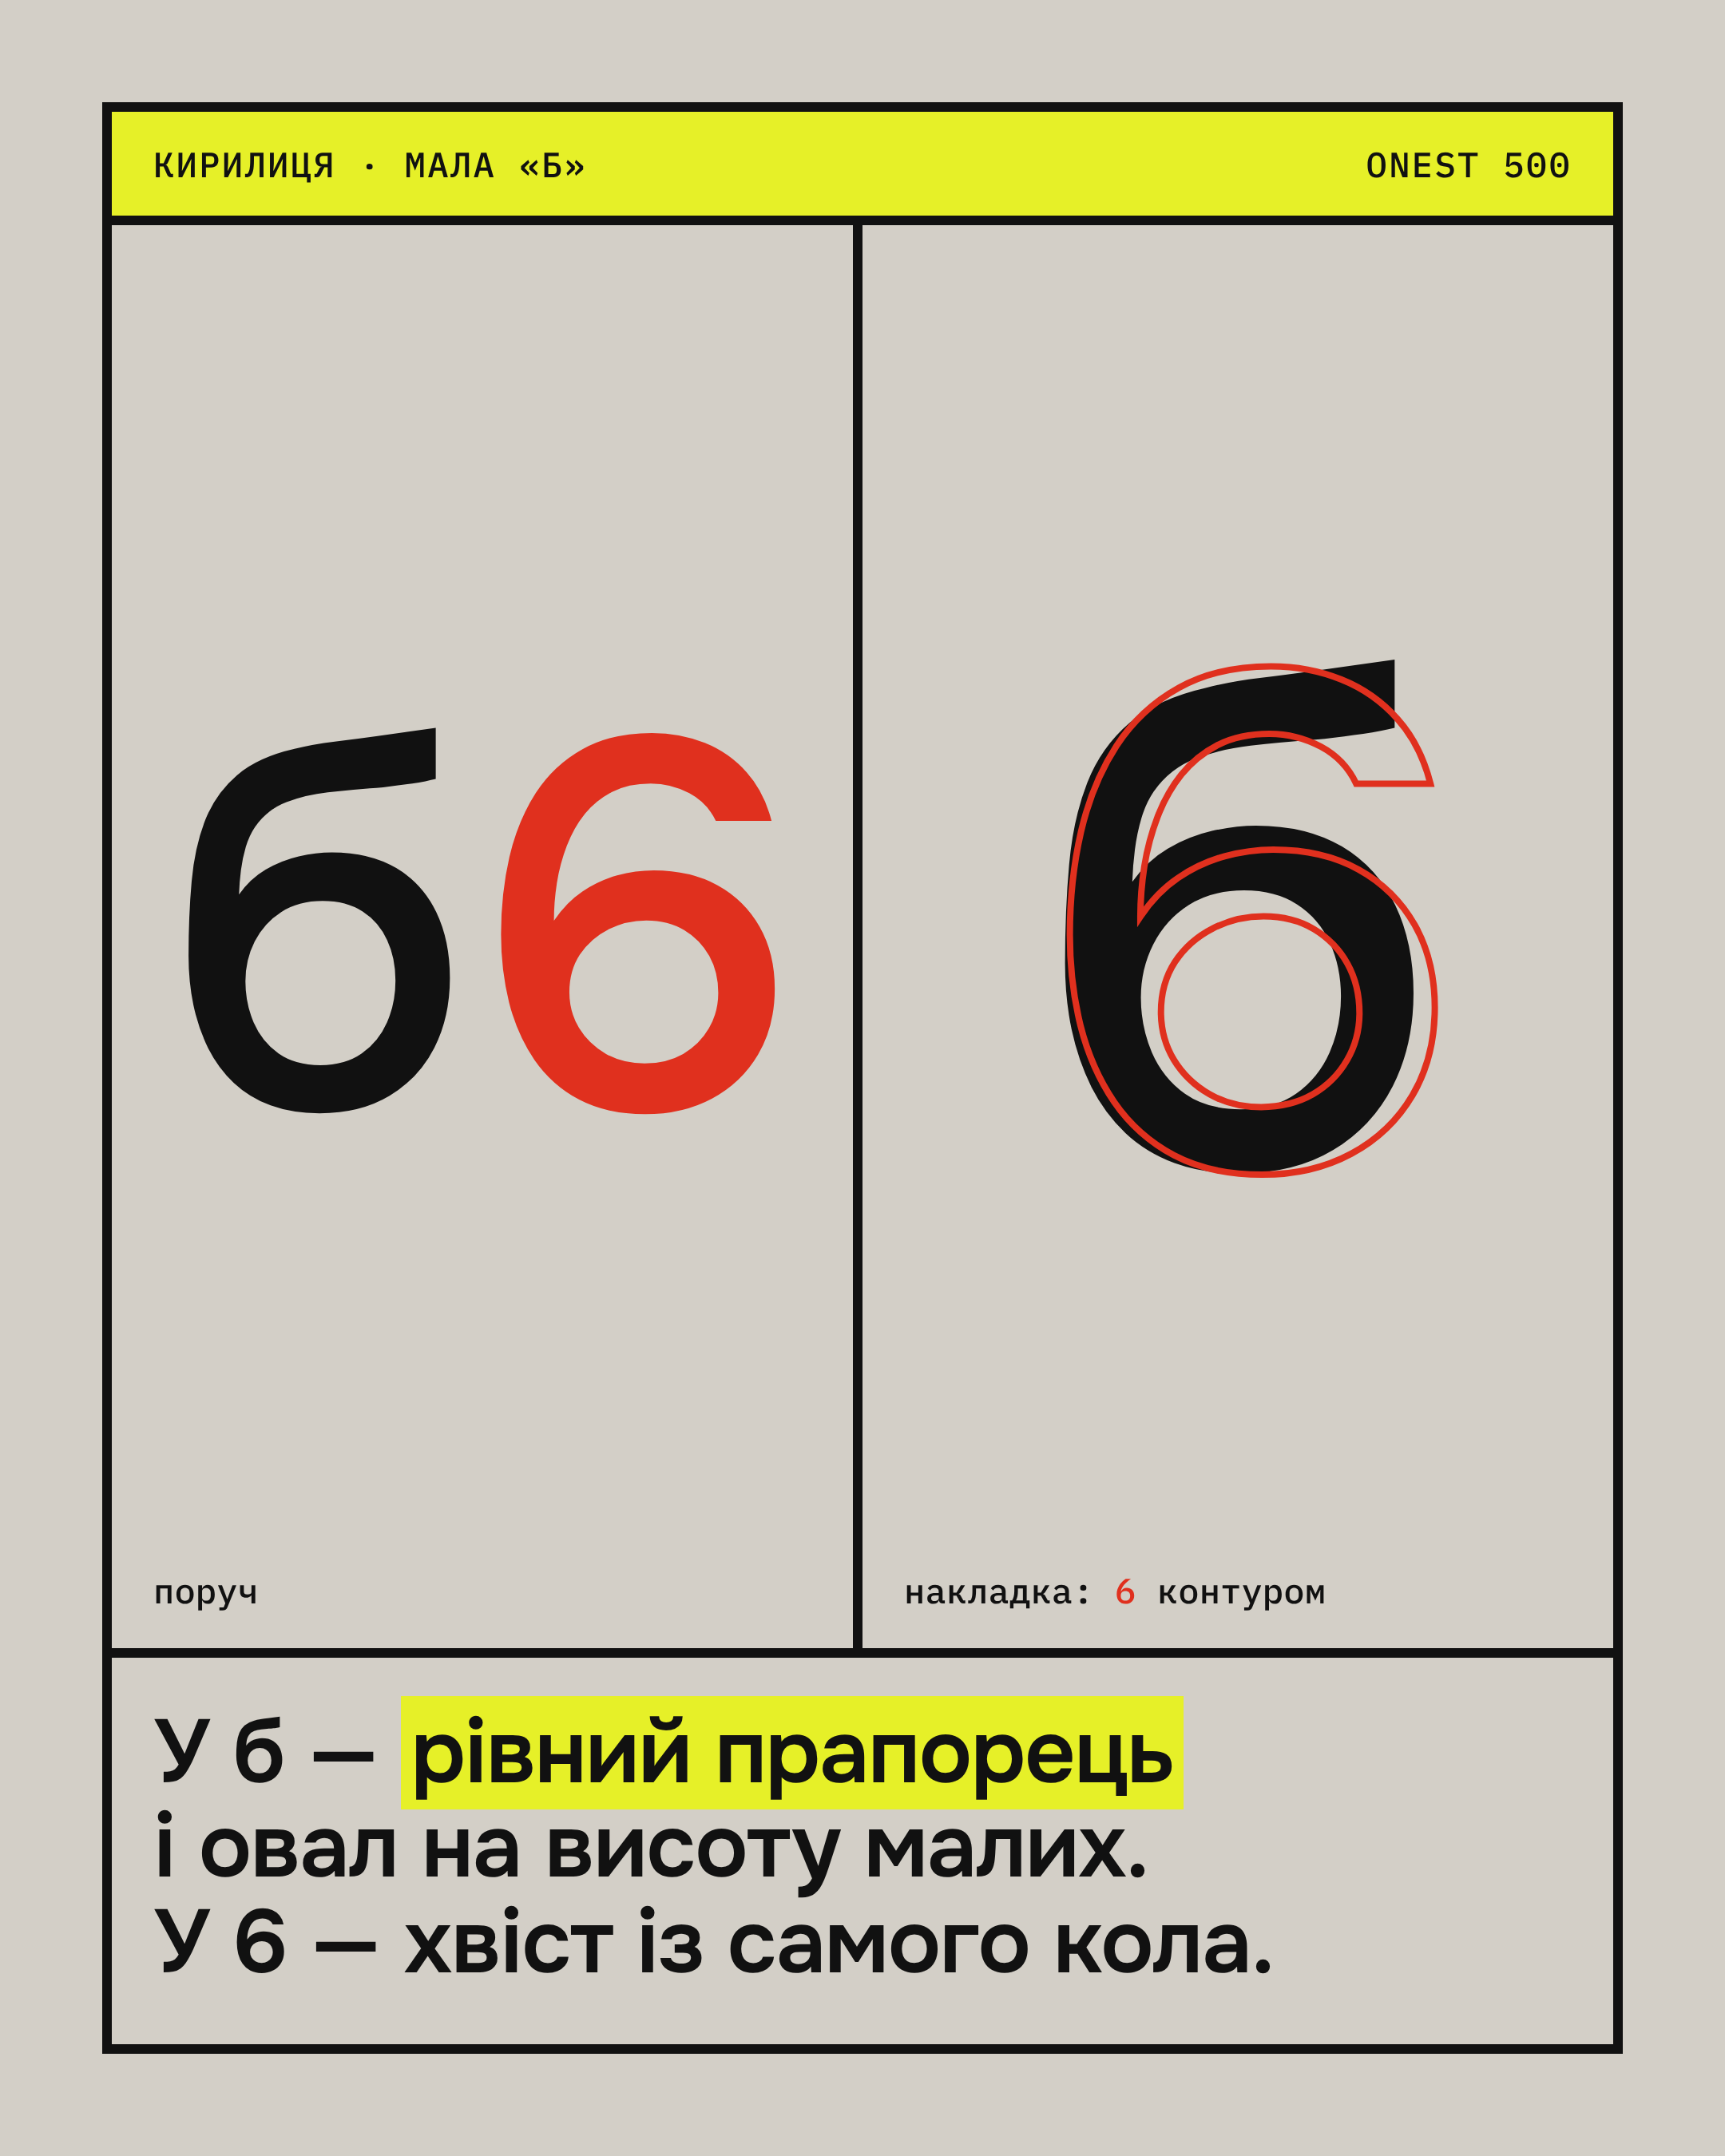 КИРИЛИЦЯ · МАЛА «Б» ONEST 500
б6 б6
поруч
накладка: 6 контуром
У б — рівний прапорець
і овал на висоту малих.
У 6 — хвіст із самого кола.